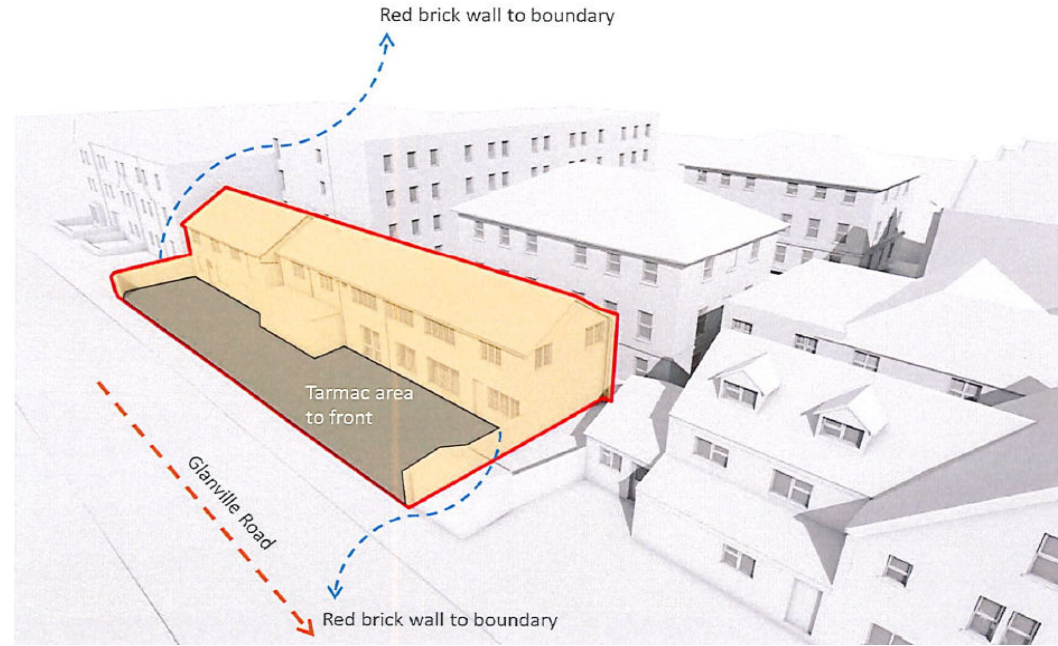 Red brick wall to boundary
Tarmac area
to front
Glanville Road
Red brick wall to boundary